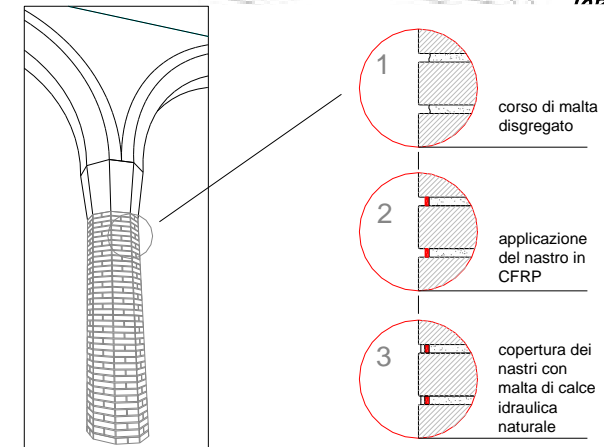 1
corso di malta
disgregato
2
applicazione
del nastro in
CFRP
3
copertura dei
nastri con
malta di calce
idraulica
naturale